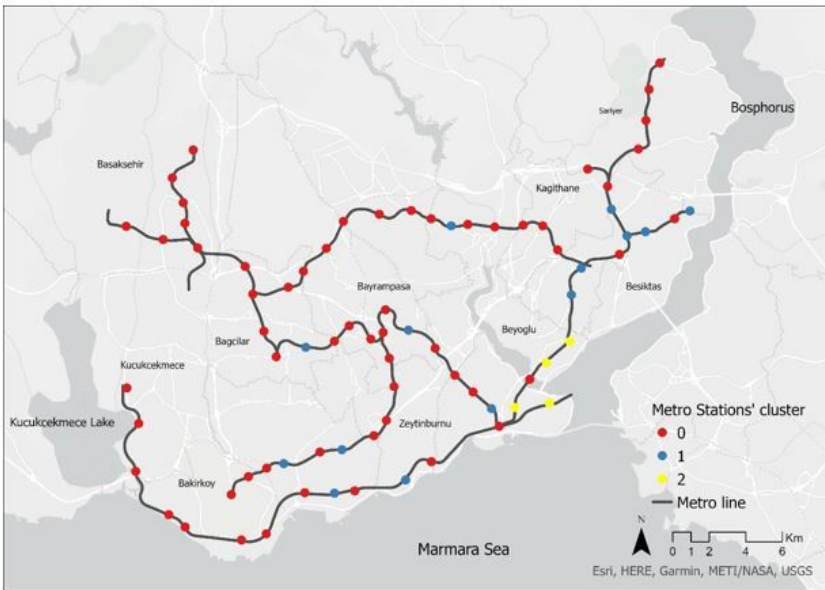 Bosphorus
Sariyer
Basaksehir
Kagithane
Bayrampasa
Besiktas
Beyoglu
Bagcilar
Kucukcekmece
Kucukcekmece Lake
Zeytinburnu
Bakirkoy
Marmara Sea
Metro Stations' cluster
0
1
2
Metro line
N
Km
0 1 2 4 6
Esri, HERE, Garmin, METI/NASA, USGS